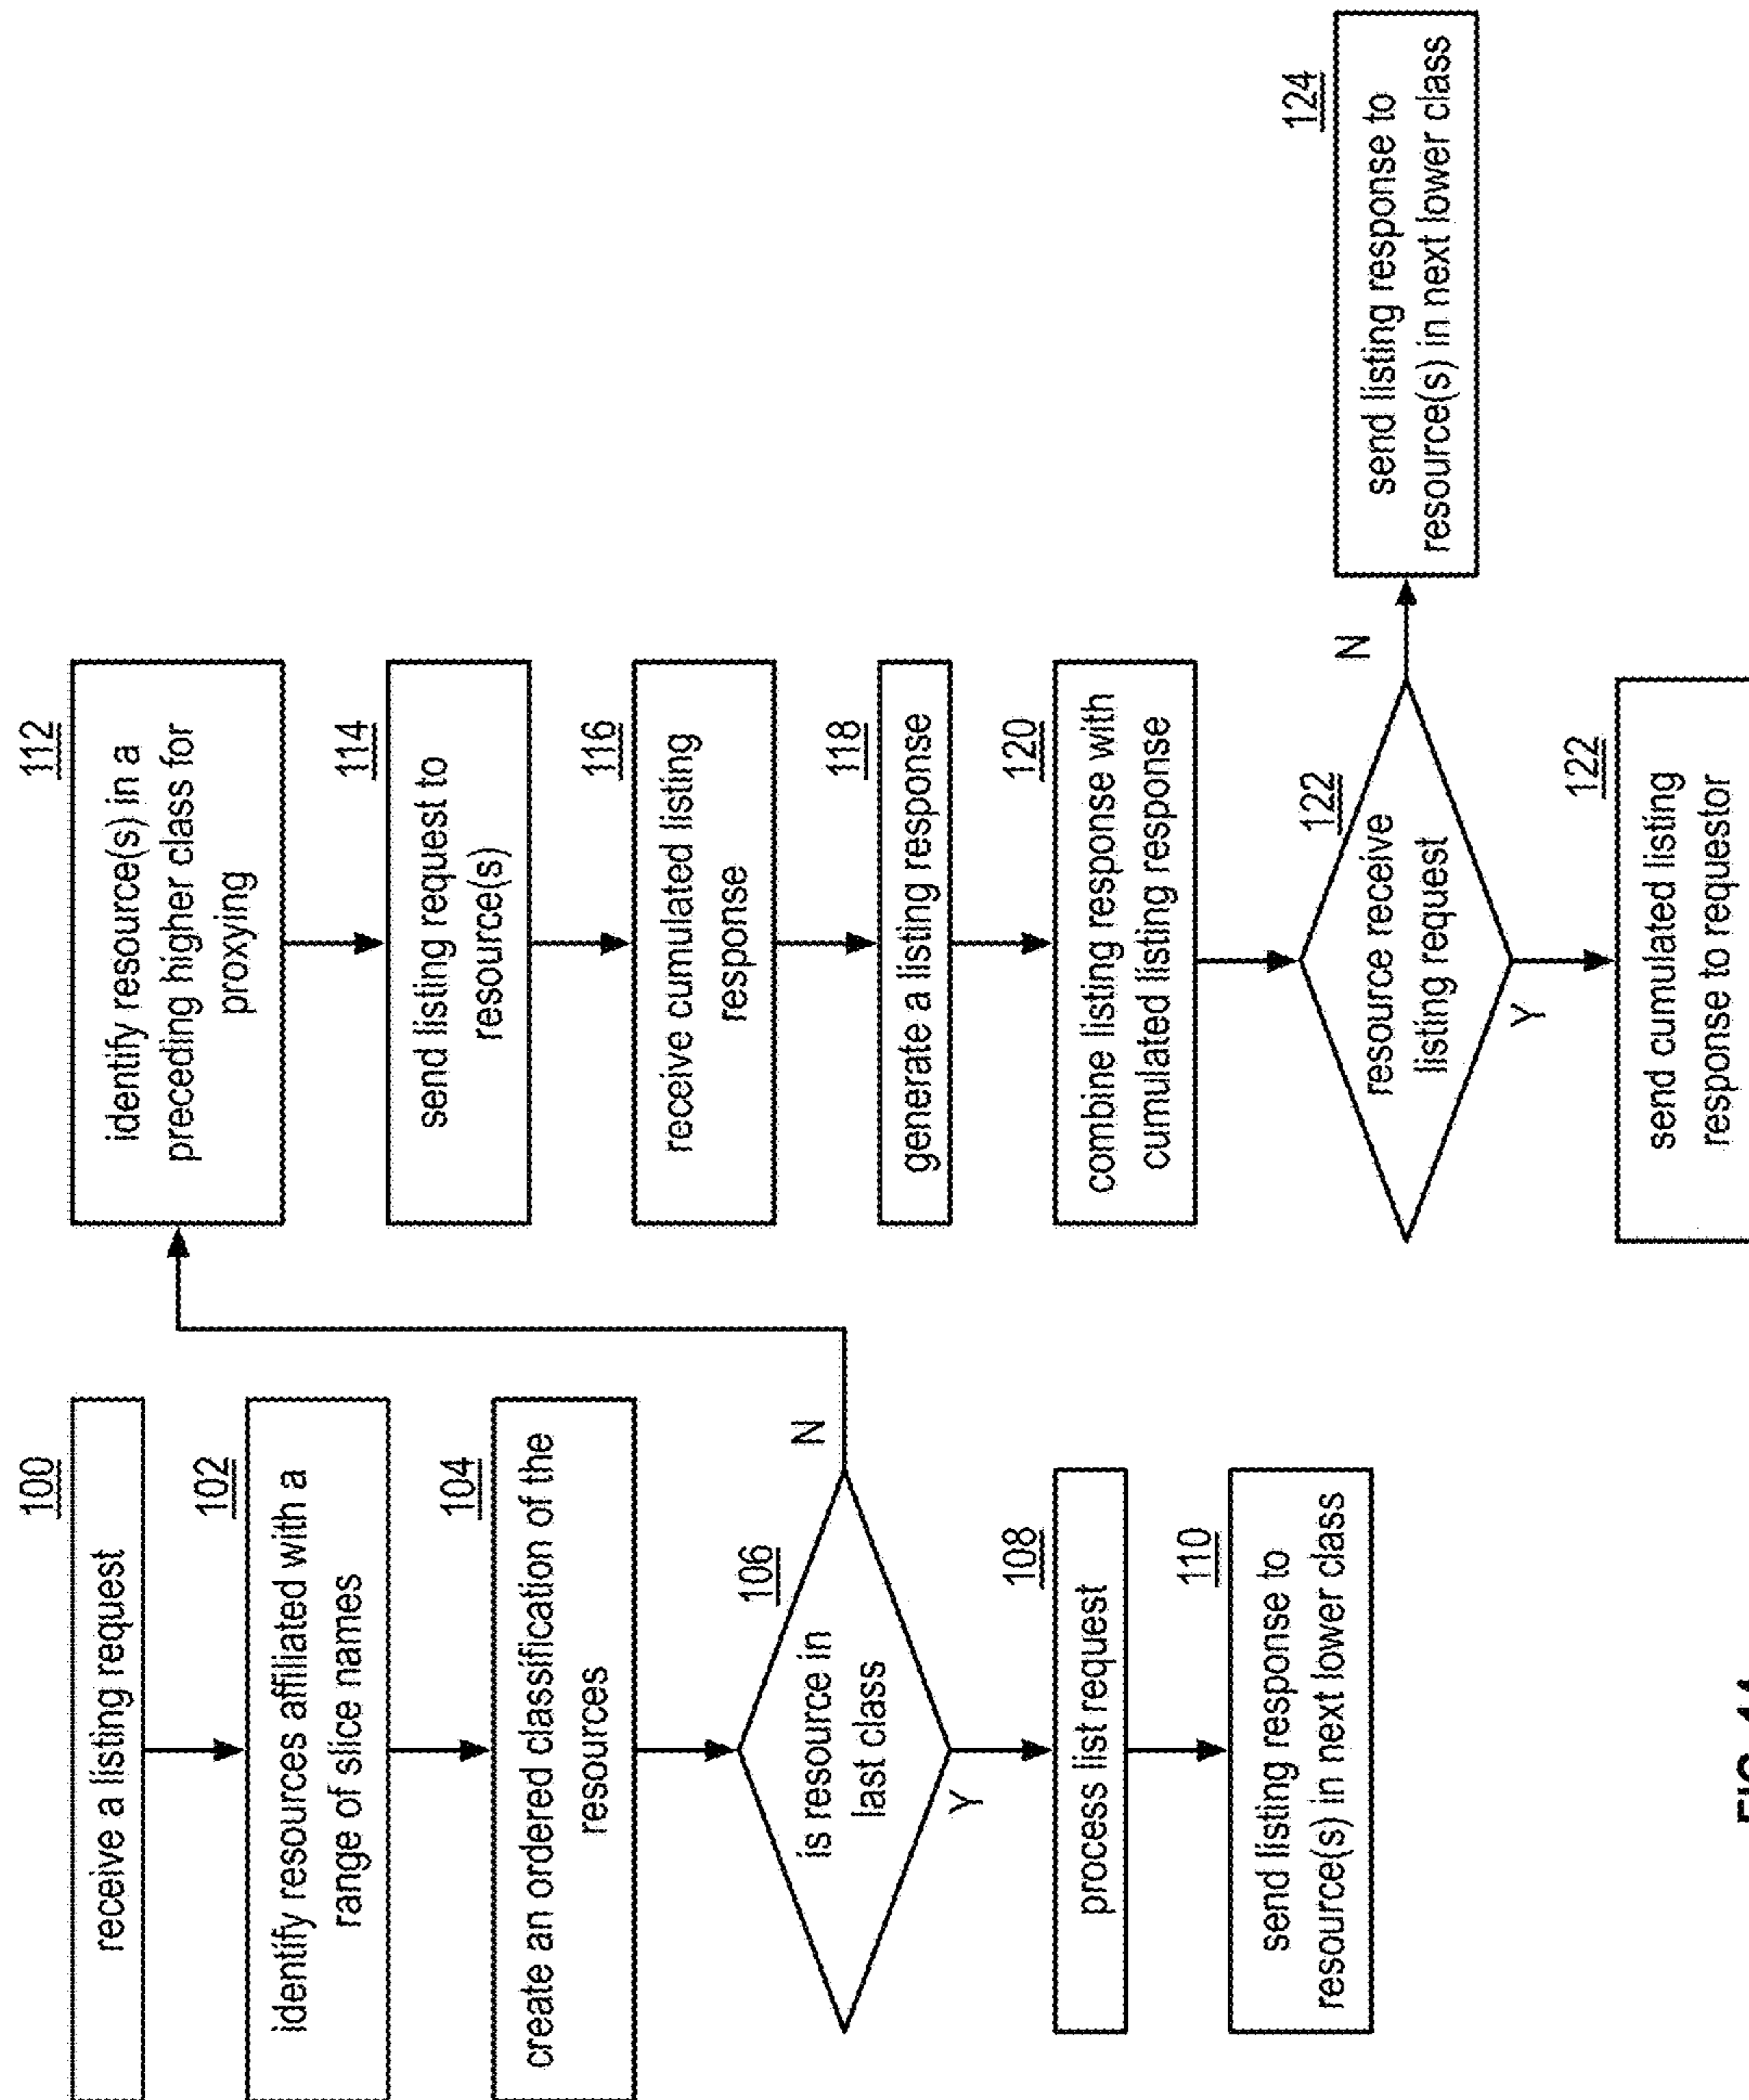 100
receive a listing request
102
identify resources affiliated with a
range of slice names
104
create an ordered classification of the
resources
106
is resource in
last class
N
Y
108
process list request
110
send listing response to
resource(s) in next lower class
112
identify resource(s) in a
preceding higher class for
proxying
114
send listing request to
resource(s)
116
receive cumulated listing
response
118
generate a listing response
120
combine listing response with
cumulated listing response
122
resource receive
listing request
N
Y
122
send cumulated listing
response to requestor
124
send listing response to
resource(s) in next lower class